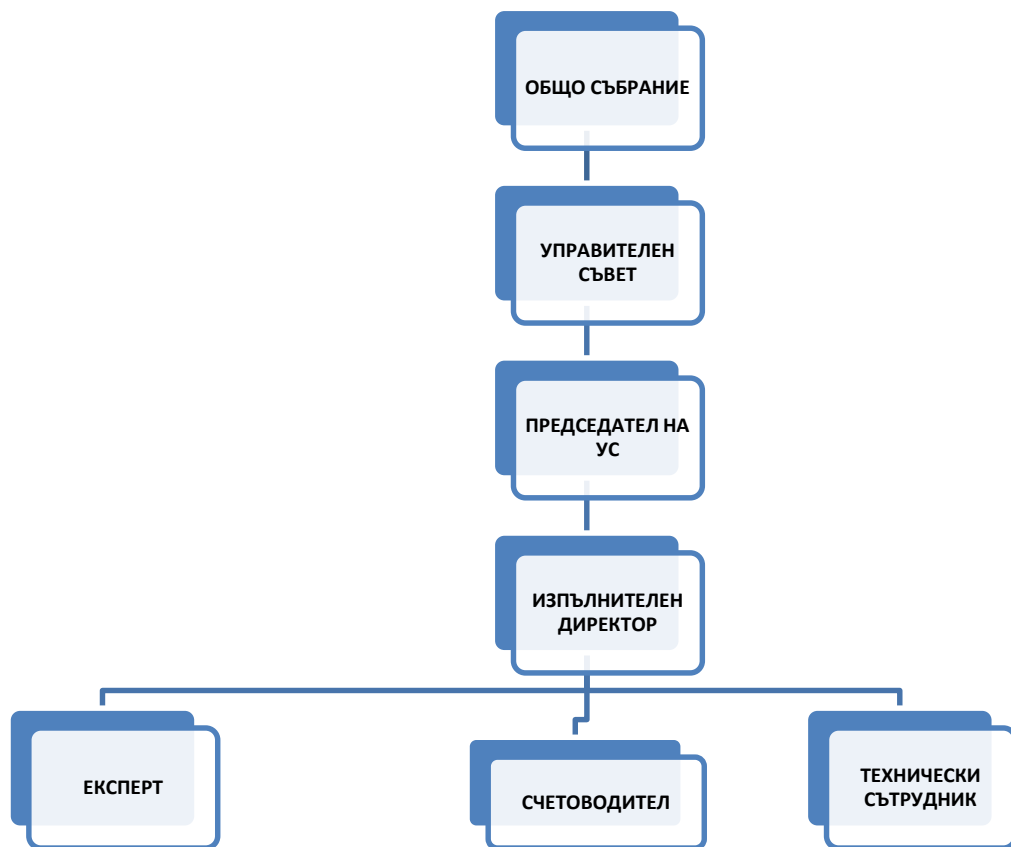 ОБЩО СЪБРАНИЕ
УПРАВИТЕЛЕН
СЪВЕТ
ПРЕДСЕДАТЕЛ НА
УС
ИЗПЪЛНИТЕЛЕН
ДИРЕКТОР
ЕКСПЕРТ
СЧЕТОВОДИТЕЛ
ТЕХНИЧЕСКИ
СЪТРУДНИК